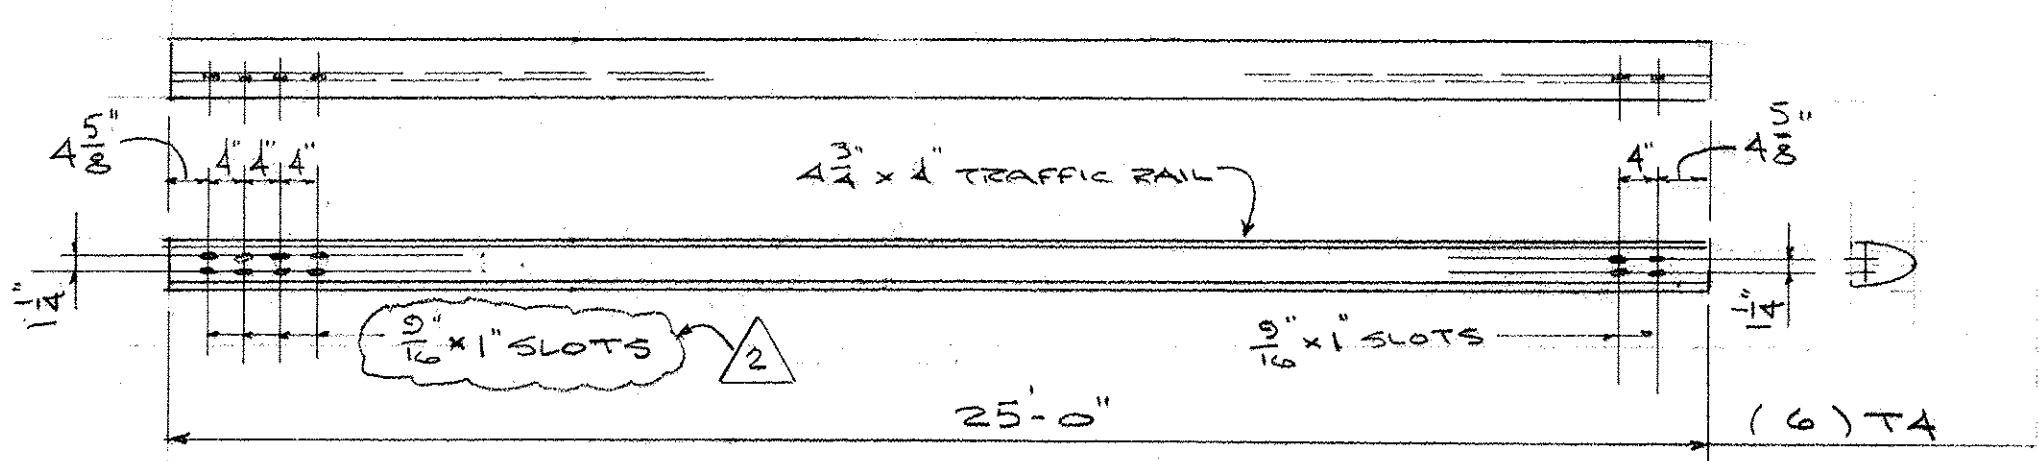 4 5/8"
4" 4" 4"
4 3/4" x 4" TRAFFIC RAIL
4"
4 5/8"
1 1/4"
9/16" x 1" SLOTS
2
9/16" x 1" SLOTS
1 1/4"
25'-0"
(6) T4